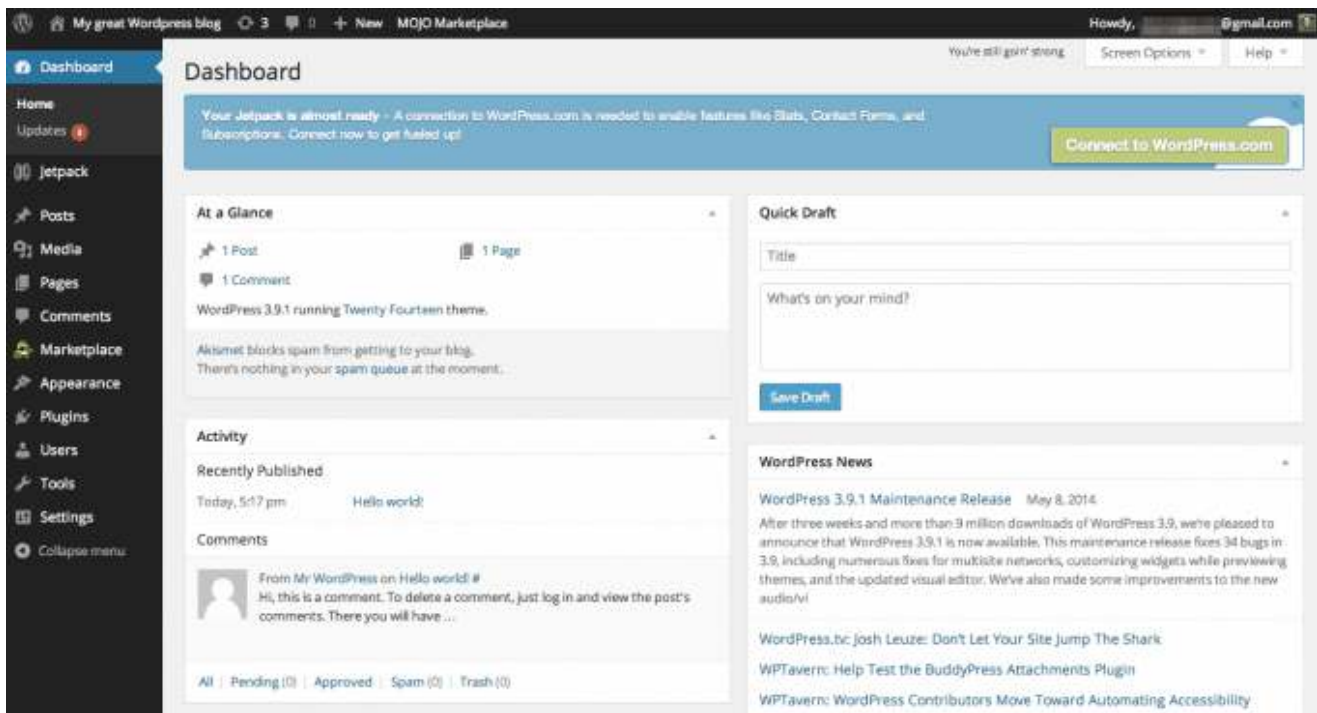 My great Wordpress blog 3 0 + New MOJO Marketplace Howdy, @gmail.com
You're still goin' strong Screen Options Help
Dashboard
Home
Updates
Jetpack
Posts
Media
Pages
Comments
Marketplace
Appearance
Plugins
Users
Tools
Settings
Collapse menu
Dashboard
Your Jetpack is almost ready – A connection to WordPress.com is needed to enable features like Stats, Contact Forms, and
Subscriptions. Connect now to get fueled up!
Connect to WordPress.com
At a Glance
1 Post 1 Page
1 Comment
WordPress 3.9.1 running Twenty Fourteen theme.
Akismet blocks spam from getting to your blog.
There's nothing in your spam queue at the moment.
Activity
Recently Published
Today, 5:17 pm Hello world!
Comments
From Mr WordPress on Hello world! #
Hi, this is a comment. To delete a comment, just log in and view the post's
comments. There you will have ...
All | Pending (0) | Approved | Spam (0) | Trash (0)
Quick Draft
Title
What's on your mind?
Save Draft
WordPress News
WordPress 3.9.1 Maintenance Release May 8, 2014
After three weeks and more than 9 million downloads of WordPress 3.9, we're pleased to
announce that WordPress 3.9.1 is now available. This maintenance release fixes 34 bugs in
3.9, including numerous fixes for multisite networks, customizing widgets while previewing
themes, and the updated visual editor. We've also made some improvements to the new
audio/vi
WordPress.tv: Josh Leuze: Don't Let Your Site Jump The Shark
WPTavern: Help Test the BuddyPress Attachments Plugin
WPTavern: WordPress Contributors Move Toward Automating Accessibility